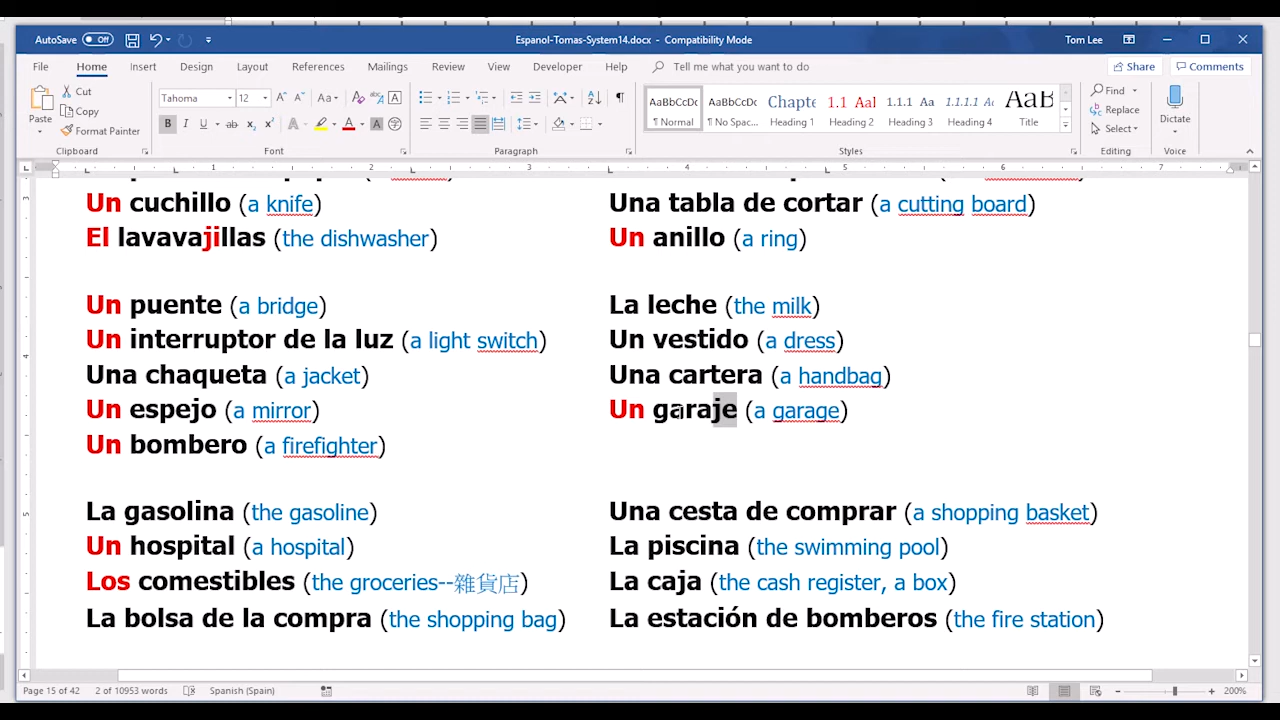 AutoSave Off
Espanol-Tomas-System14.docx - Compatibility Mode
Tom Lee
File Home Insert Design Layout References Mailings Review View Developer Help Tell me what you want to do Share Comments
Paste
Cut
Copy
Format Painter
Clipboard
Tahoma 12
Font
Paragraph
AaBbCcDc AaBbCcDc Chapte 1.1 Aal 1.1.1 Aa 1.1.1.1 Ac AaB
¶ Normal ¶ No Spac... Heading 1 Heading 2 Heading 3 Heading 4 Title
Styles
Find
Replace
Select
Editing
Dictate
Voice
2 4 5 6 7
Un cuchillo (a knife)
El lavavajillas (the dishwasher)
Una tabla de cortar (a cutting board)
Un anillo (a ring)
Un puente (a bridge)
Un interruptor de la luz (a light switch)
Una chaqueta (a jacket)
Un espejo (a mirror)
Un bombero (a firefighter)
La leche (the milk)
Un vestido (a dress)
Una cartera (a handbag)
Un garaje (a garage)
La gasolina (the gasoline)
Un hospital (a hospital)
Los comestibles (the groceries--雜貨店)
La bolsa de la compra (the shopping bag)
Una cesta de comprar (a shopping basket)
La piscina (the swimming pool)
La caja (the cash register, a box)
La estación de bomberos (the fire station)
Page 15 of 42 2 of 10953 words Spanish (Spain) 200%